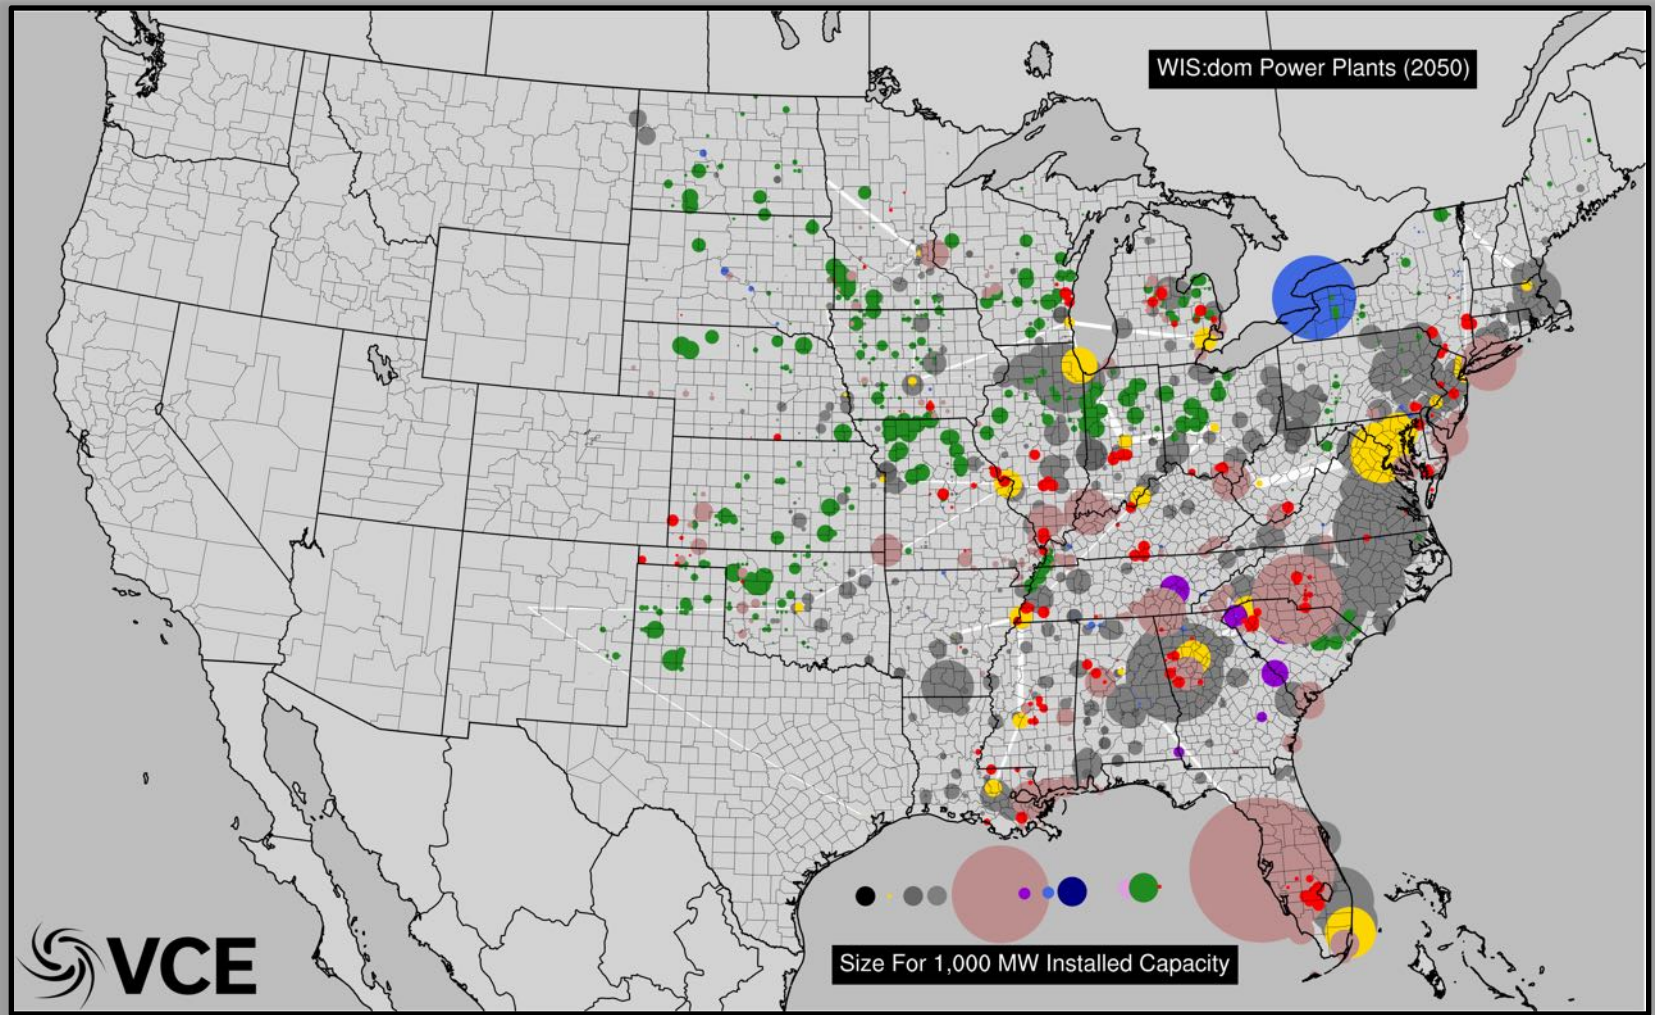 WIS:dom Power Plants (2050)
Size For 1,000 MW Installed Capacity
VCE